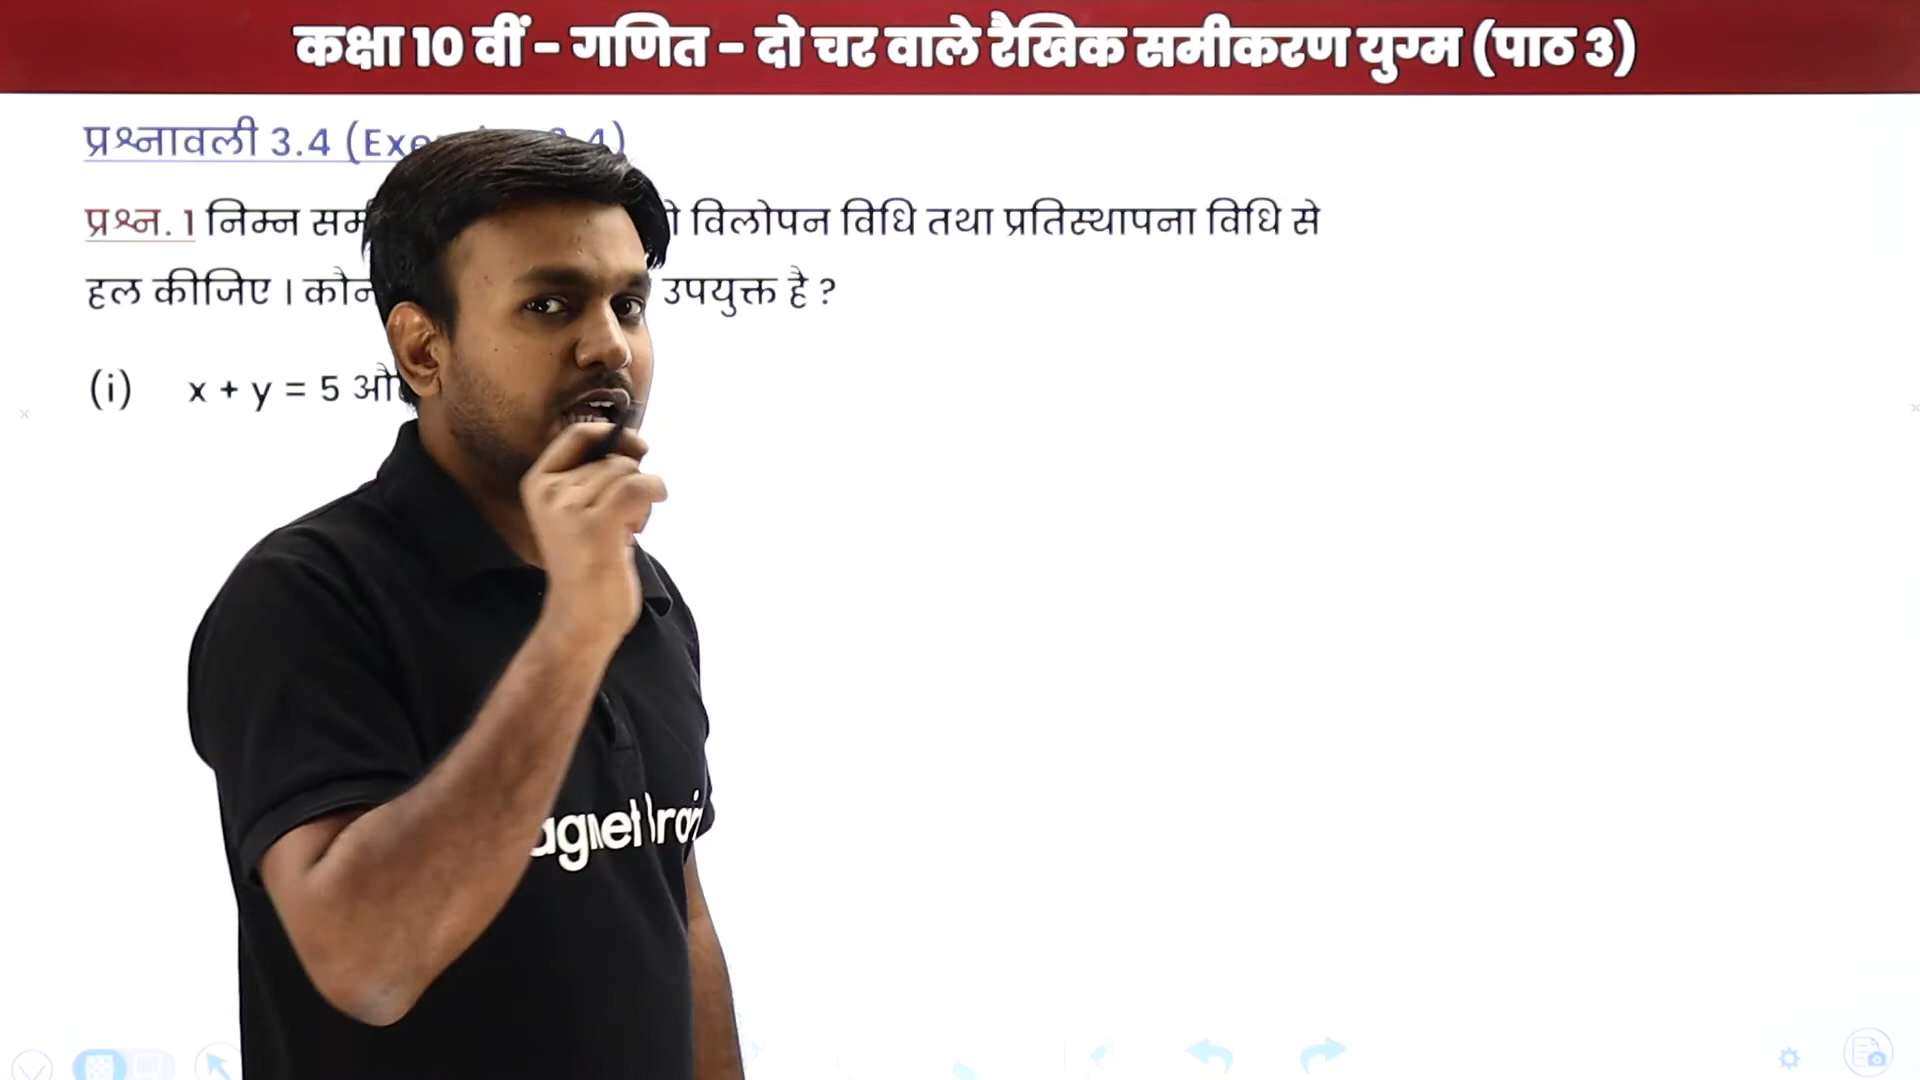 कक्षा 10 वीं - गणित - दो चर वाले रैखिक समीकरण युग्म (पाठ 3)
प्रश्नावली 3.4 (Exe 4)
प्रश्न. 1 निम्न विलोपन विधि तथा प्रतिस्थापना विधि से
हल कीजिए । उपयुक्त है ?
(i) x + y = 5